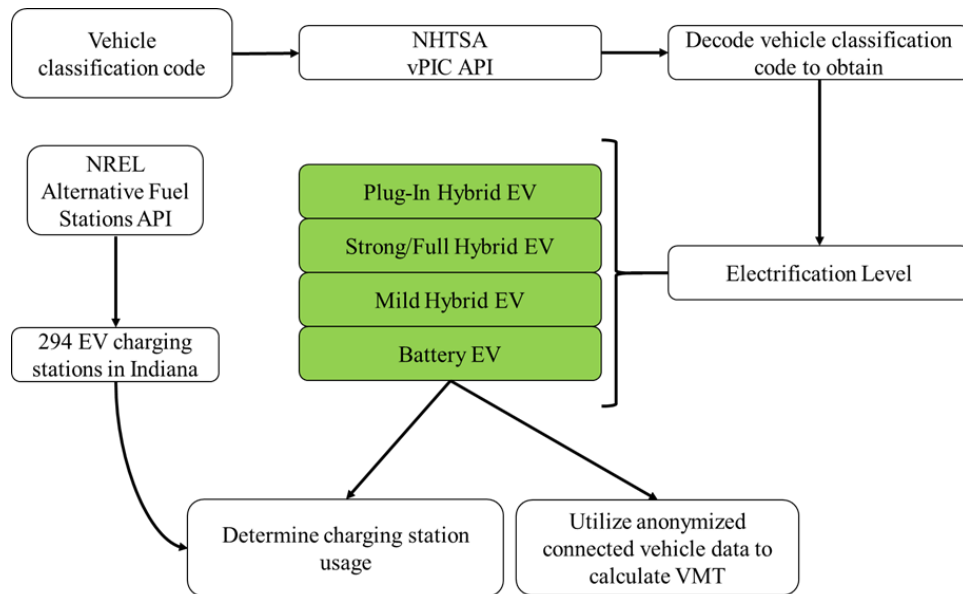 Vehicle
classification code
NHTSA
vPIC API
Decode vehicle classification
code to obtain
NREL
Alternative Fuel
Stations API
Plug-In Hybrid EV
Strong/Full Hybrid EV
Mild Hybrid EV
Battery EV
Electrification Level
294 EV charging
stations in Indiana
Determine charging station
usage
Utilize anonymized
connected vehicle data to
calculate VMT